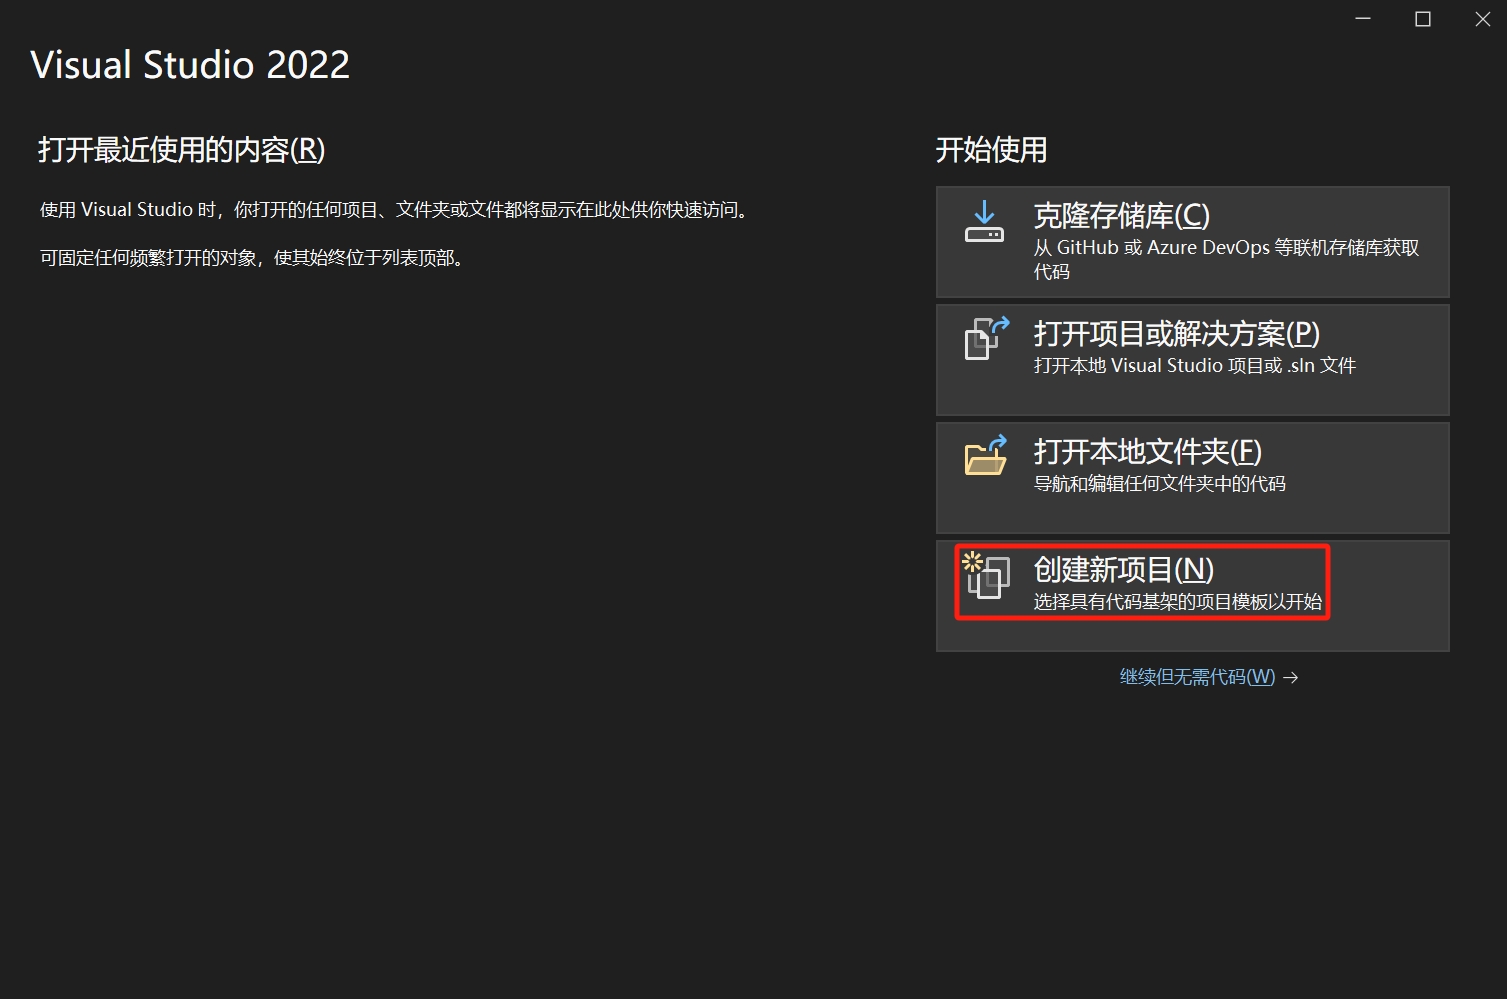 Visual Studio 2022
打开最近使用的内容(R)
使用 Visual Studio 时，你打开的任何项目、文件夹或文件都将显示在此处供你快速访问。
可固定任何频繁打开的对象，使其始终位于列表顶部。
开始使用
克隆存储库(C)
从 GitHub 或 Azure DevOps 等联机存储库获取
代码
打开项目或解决方案(P)
打开本地 Visual Studio 项目或 .sln 文件
打开本地文件夹(F)
导航和编辑任何文件夹中的代码
创建新项目(N)
选择具有代码基架的项目模板以开始
继续但无需代码(W) →